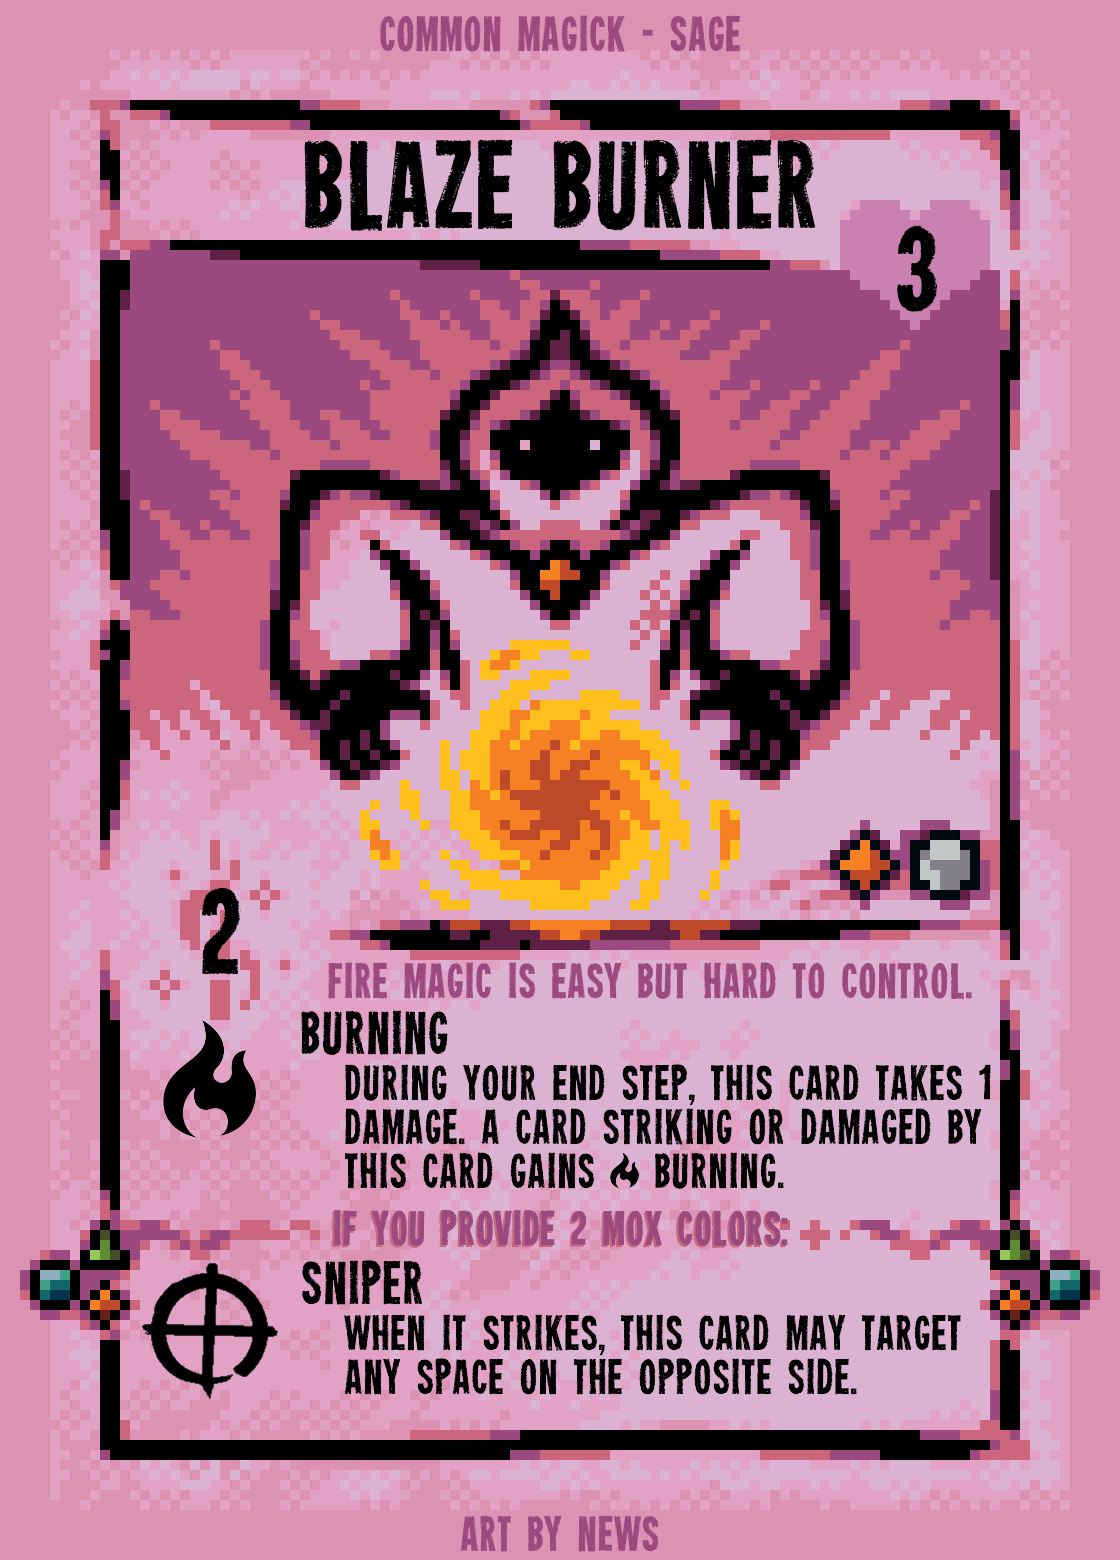 COMMON MAGICK - SAGE
BLAZE BURNER
3
2
FIRE MAGIC IS EASY BUT HARD TO CONTROL.
BURNING
DURING YOUR END STEP, THIS CARD TAKES 1
DAMAGE. A CARD STRIKING OR DAMAGED BY
THIS CARD GAINS BURNING.
IF YOU PROVIDE 2 MOX COLORS:
SNIPER
WHEN IT STRIKES, THIS CARD MAY TARGET
ANY SPACE ON THE OPPOSITE SIDE.
ART BY NEWS